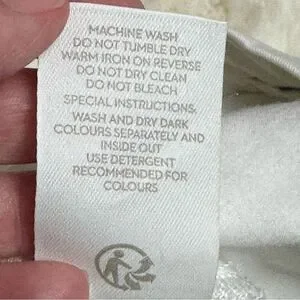 MACHINE WASH
DO NOT TUMBLE DRY
WARM IRON ON REVERSE
DO NOT DRY CLEAN
DO NOT BLEACH
SPECIAL INSTRUCTIONS:
WASH AND DRY DARK
COLOURS SEPARATELY AND
INSIDE OUT
USE DETERGENT
RECOMMENDED FOR
COLOURS